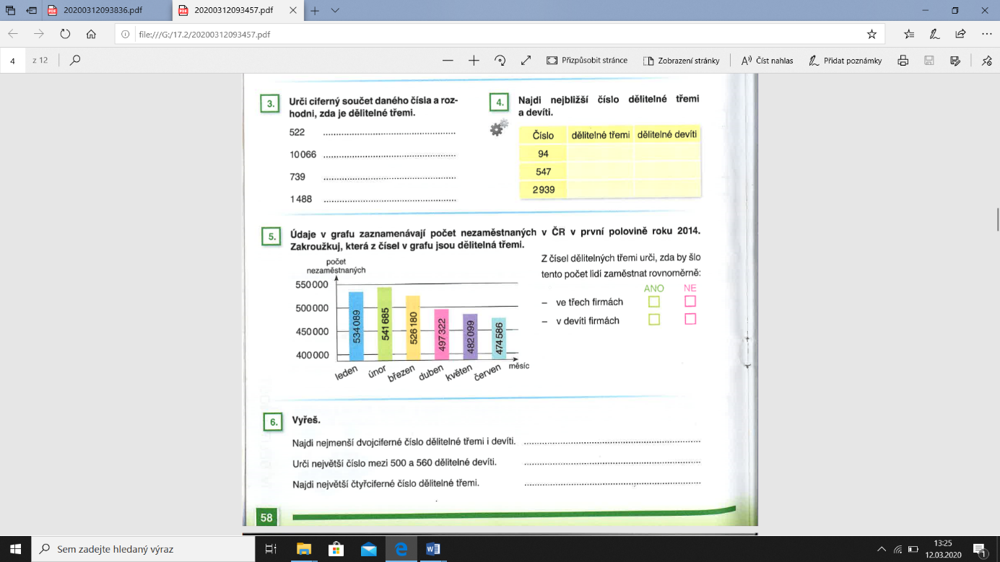 20200312093836.pdf
20200312093457.pdf
file:///G:/17.2/20200312093457.pdf
4 z 12
Přizpůsobit stránce
Zobrazení stránky
Číst nahlas
Přidat poznámky
3. Urči ciferný součet daného čísla a roz-
hodni, zda je dělitelné třemi.
522 ........................................................
10 066 ........................................................
739 ........................................................
1 488 ........................................................
4. Najdi nejbližší číslo dělitelné třemi
a devíti.
Číslo dělitelné třemi dělitelné devíti
94
547
2 939
5. Údaje v grafu zaznamenávají počet nezaměstnaných v ČR v první polovině roku 2014.
Zakroužkuj, která z čísel v grafu jsou dělitelná třemi.
počet
nezaměstnaných
550 000
500 000
450 000
400 000
534 089
541 685
526 180
497 322
482 099
474 586
leden
únor
březen
duben
květen
červen
měsíc
Z čísel dělitelných třemi urči, zda by šlo
tento počet lidí zaměstnat rovnoměrně:
ANO NE
– ve třech firmách
– v devíti firmách
6. Vyřeš.
Najdi nejmenší dvojciferné číslo dělitelné třemi i devíti. ........................................................
Urči největší číslo mezi 500 a 560 dělitelné devíti. ........................................................
Najdi největší čtyřciferné číslo dělitelné třemi. ........................................................
58
Sem zadejte hledaný výraz
13:25
12.03.2020
1